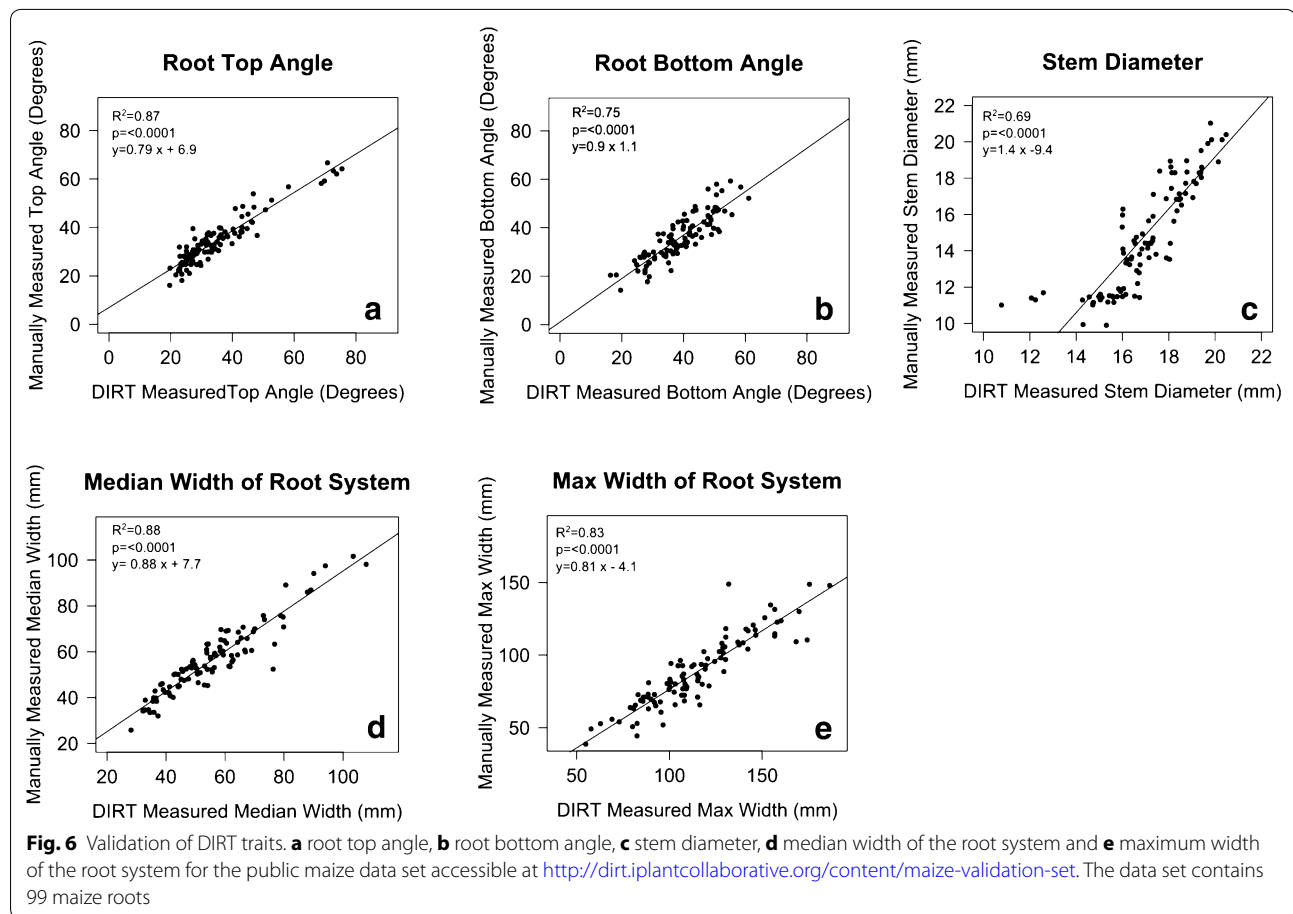 Root Top Angle
R²=0.87
p=<0.0001
y=0.79 x + 6.9
Manually Measured Top Angle (Degrees)
80
60
40
20
0
a
0 20 40 60 80
DIRT MeasuredTop Angle (Degrees)
Root Bottom Angle
R²=0.75
p=<0.0001
y=0.9 x 1.1
Manually Measured Bottom Angle (Degrees)
80
60
40
20
0
b
0 20 40 60 80
DIRT Measured Bottom Angle (Degrees)
Stem Diameter
R²=0.69
p=<0.0001
y=1.4 x -9.4
Manually Measured Stem Diameter (mm)
22
20
18
16
14
12
10
c
10 12 14 16 18 20 22
DIRT Measured Stem Diameter (mm)
Median Width of Root System
R²=0.88
p=<0.0001
y= 0.88 x + 7.7
Manually Measured Median Width (mm)
100
80
60
40
20
d
20 40 60 80 100
DIRT Measured Median Width (mm)
Max Width of Root System
R²=0.83
p=<0.0001
y=0.81 x - 4.1
Manually Measured Max Width (mm)
150
100
50
e
50 100 150
DIRT Measured Max Width (mm)
Fig. 6 Validation of DIRT traits. a root top angle, b root bottom angle, c stem diameter, d median width of the root system and e maximum width
of the root system for the public maize data set accessible at http://dirt.iplantcollaborative.org/content/maize-validation-set. The data set contains
99 maize roots